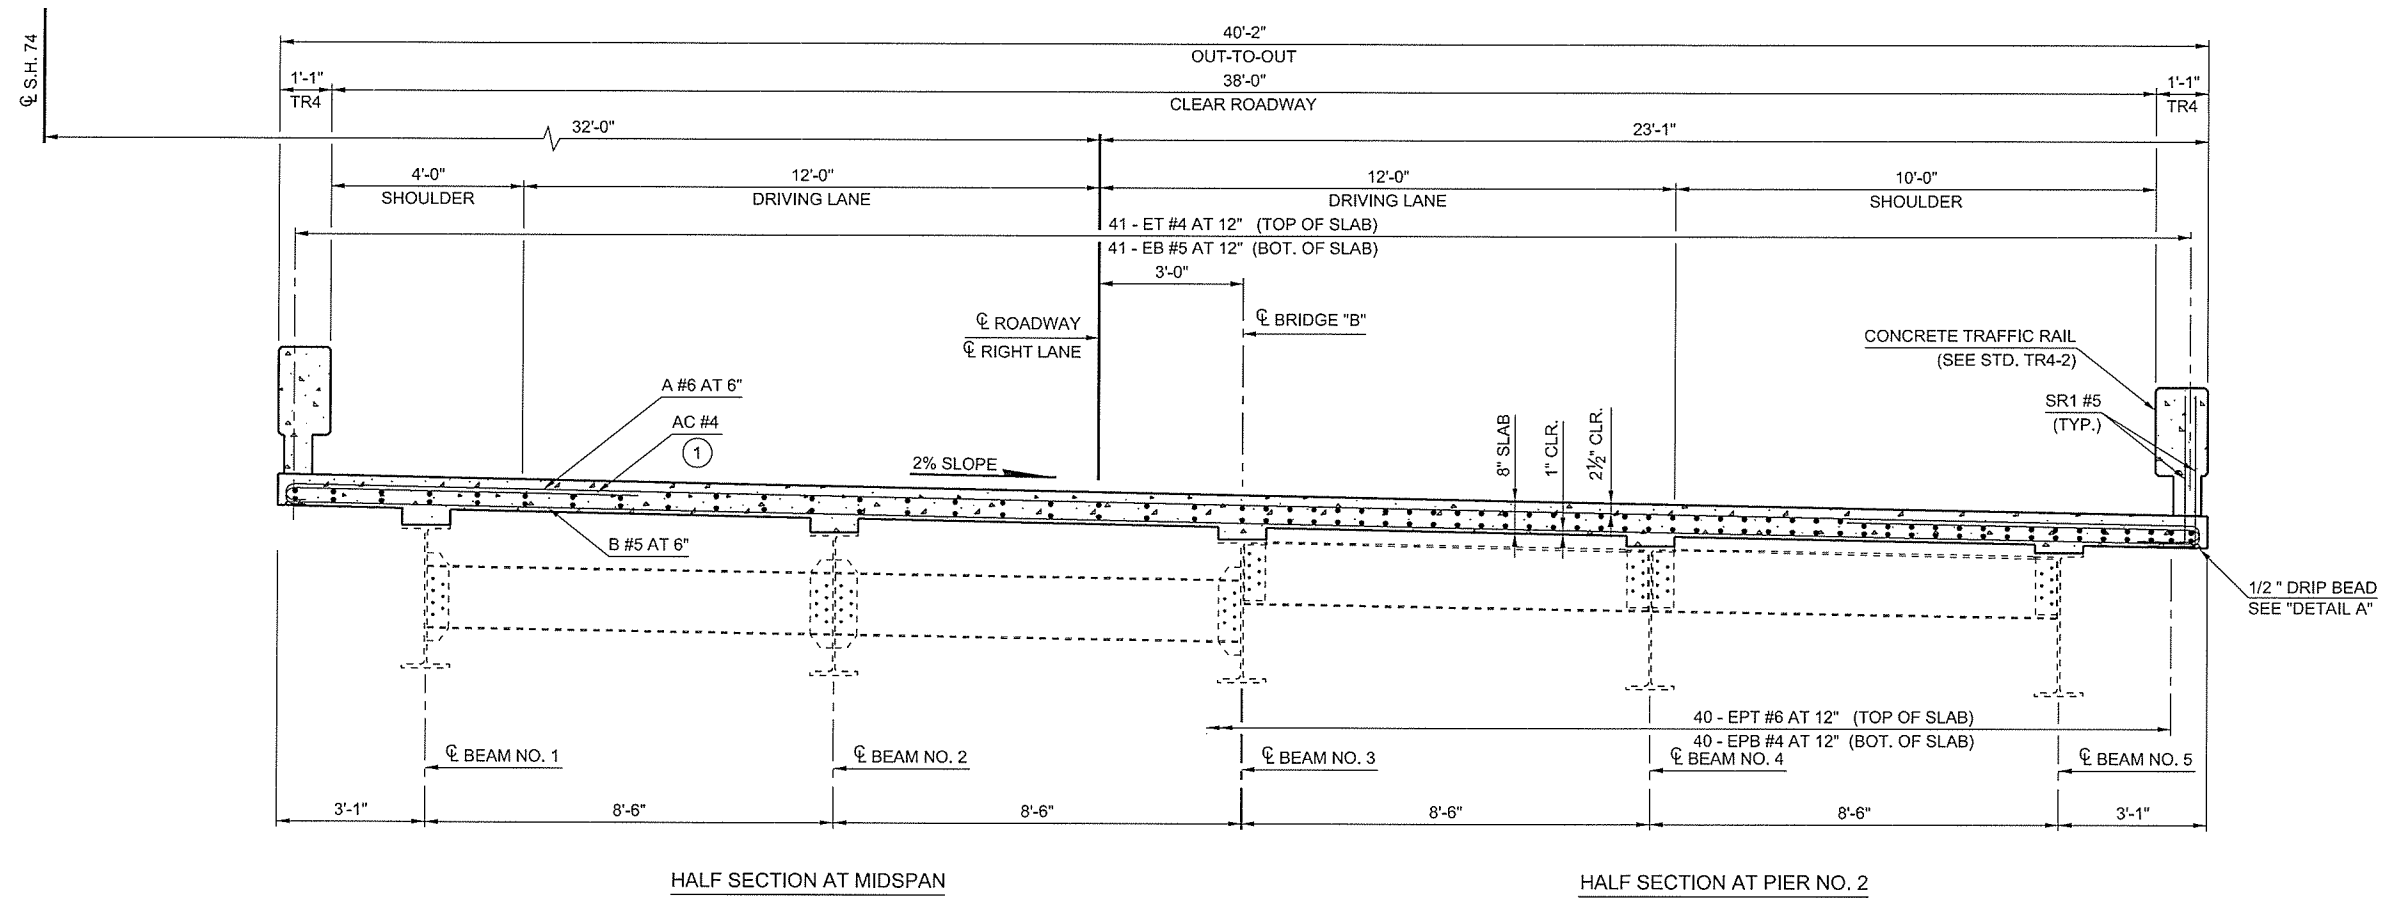 ℄ S.H. 74
40'-2"
OUT-TO-OUT
1'-1"
TR4
38'-0"
CLEAR ROADWAY
1'-1"
TR4
32'-0"
23'-1"
4'-0"
SHOULDER
12'-0"
DRIVING LANE
12'-0"
DRIVING LANE
10'-0"
SHOULDER
41 - ET #4 AT 12" (TOP OF SLAB)
41 - EB #5 AT 12" (BOT. OF SLAB)
3'-0"
℄ ROADWAY
℄ RIGHT LANE
℄ BRIDGE "B"
CONCRETE TRAFFIC RAIL
(SEE STD. TR4-2)
SR1 #5
(TYP.)
A #6 AT 6"
AC #4
1
2% SLOPE
8" SLAB
1" CLR.
2½" CLR.
B #5 AT 6"
1/2 " DRIP BEAD
SEE "DETAIL A"
40 - EPT #6 AT 12" (TOP OF SLAB)
40 - EPB #4 AT 12" (BOT. OF SLAB)
℄ BEAM NO. 1
℄ BEAM NO. 2
℄ BEAM NO. 3
℄ BEAM NO. 4
℄ BEAM NO. 5
3'-1"
8'-6"
8'-6"
8'-6"
8'-6"
3'-1"
HALF SECTION AT MIDSPAN
HALF SECTION AT PIER NO. 2